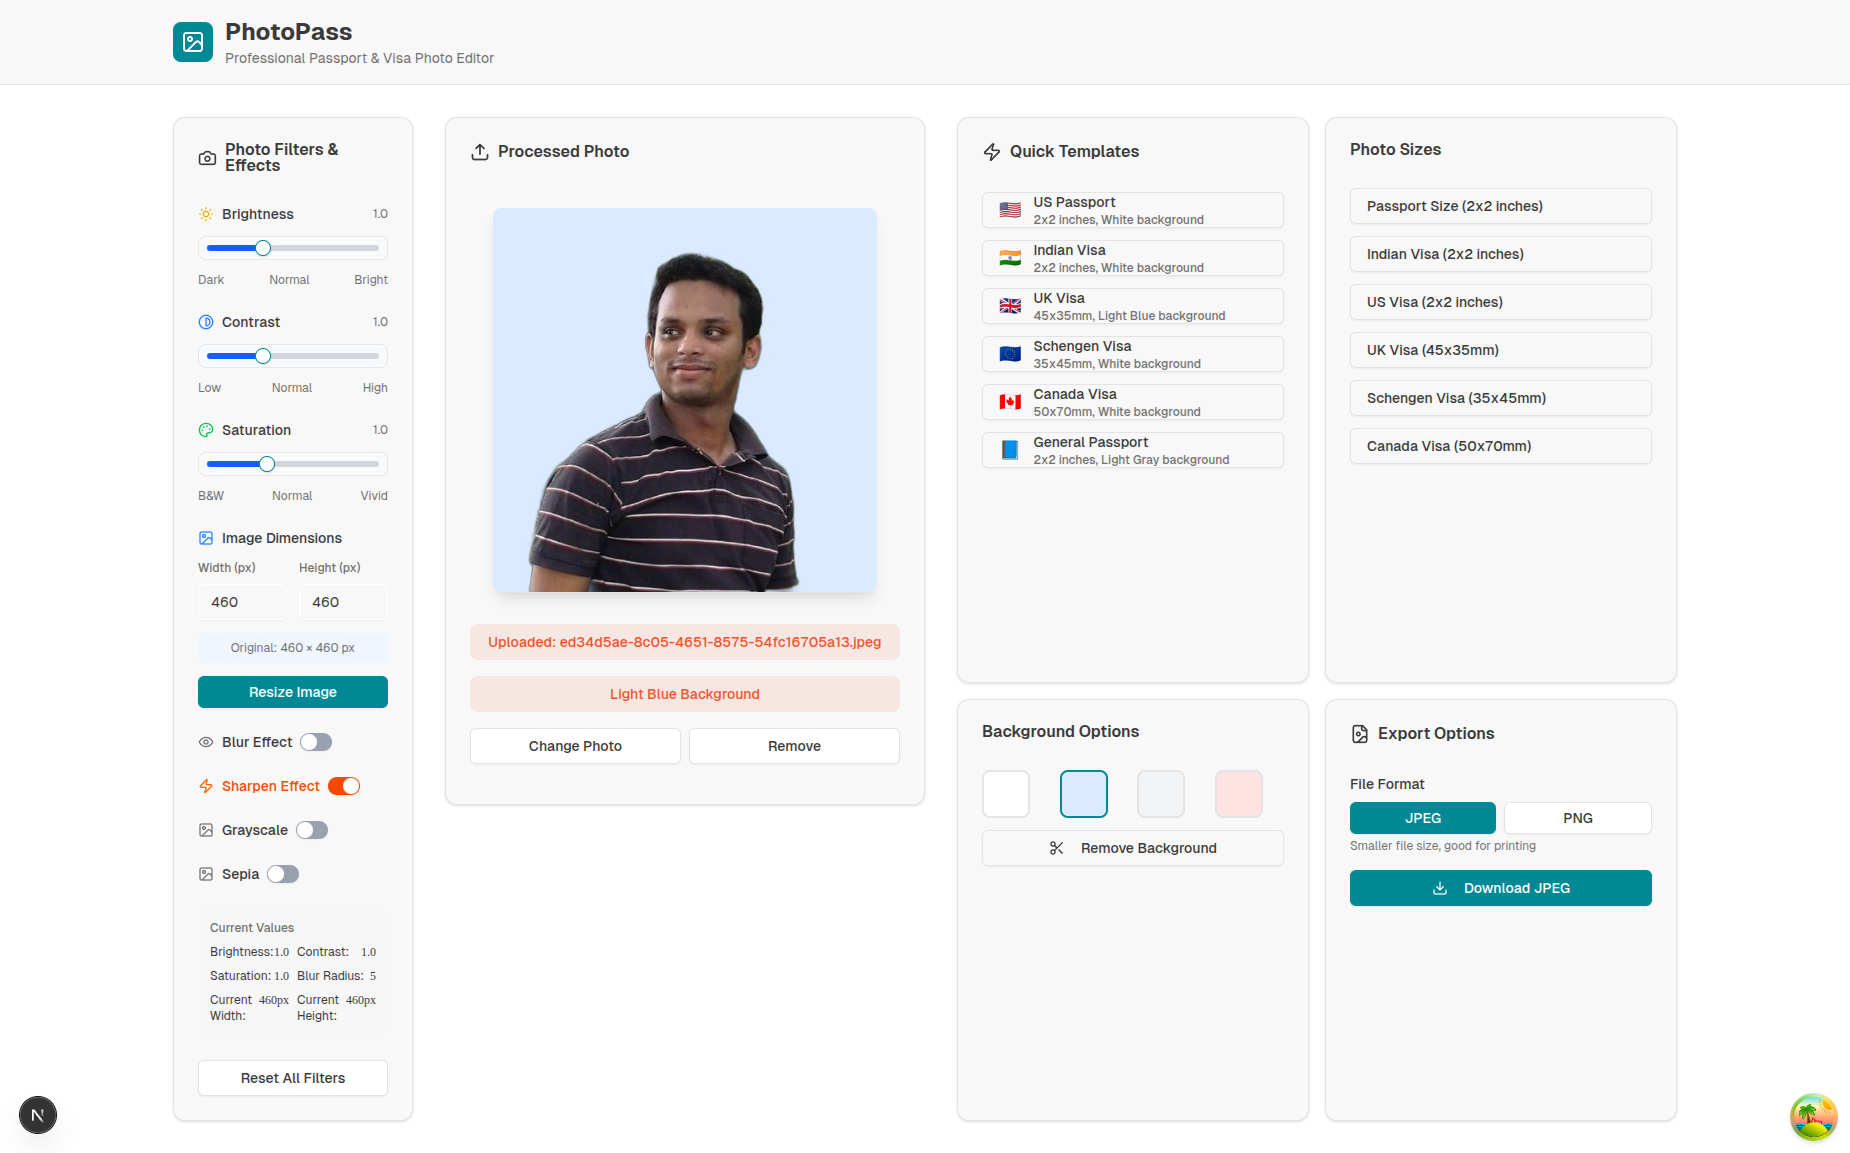 PhotoPass
Professional Passport & Visa Photo Editor
Photo Filters &
Effects
Brightness 1.0
Dark Normal Bright
Contrast 1.0
Low Normal High
Saturation 1.0
B&W Normal Vivid
Image Dimensions
Width (px) Height (px)
460 460
Original: 460 × 460 px
Resize Image
Blur Effect
Sharpen Effect
Grayscale
Sepia
Current Values
Brightness: 1.0 Contrast: 1.0
Saturation: 1.0 Blur Radius: 5
Current 460px Current 460px
Width: Height:
Reset All Filters
Processed Photo
Uploaded: ed34d5ae-8c05-4651-8575-54fc16705a13.jpeg
Light Blue Background
Change Photo Remove
Quick Templates
US Passport
2x2 inches, White background
Indian Visa
2x2 inches, White background
UK Visa
45x35mm, Light Blue background
Schengen Visa
35x45mm, White background
Canada Visa
50x70mm, White background
General Passport
2x2 inches, Light Gray background
Photo Sizes
Passport Size (2x2 inches)
Indian Visa (2x2 inches)
US Visa (2x2 inches)
UK Visa (45x35mm)
Schengen Visa (35x45mm)
Canada Visa (50x70mm)
Background Options
Remove Background
Export Options
File Format
JPEG PNG
Smaller file size, good for printing
Download JPEG
N